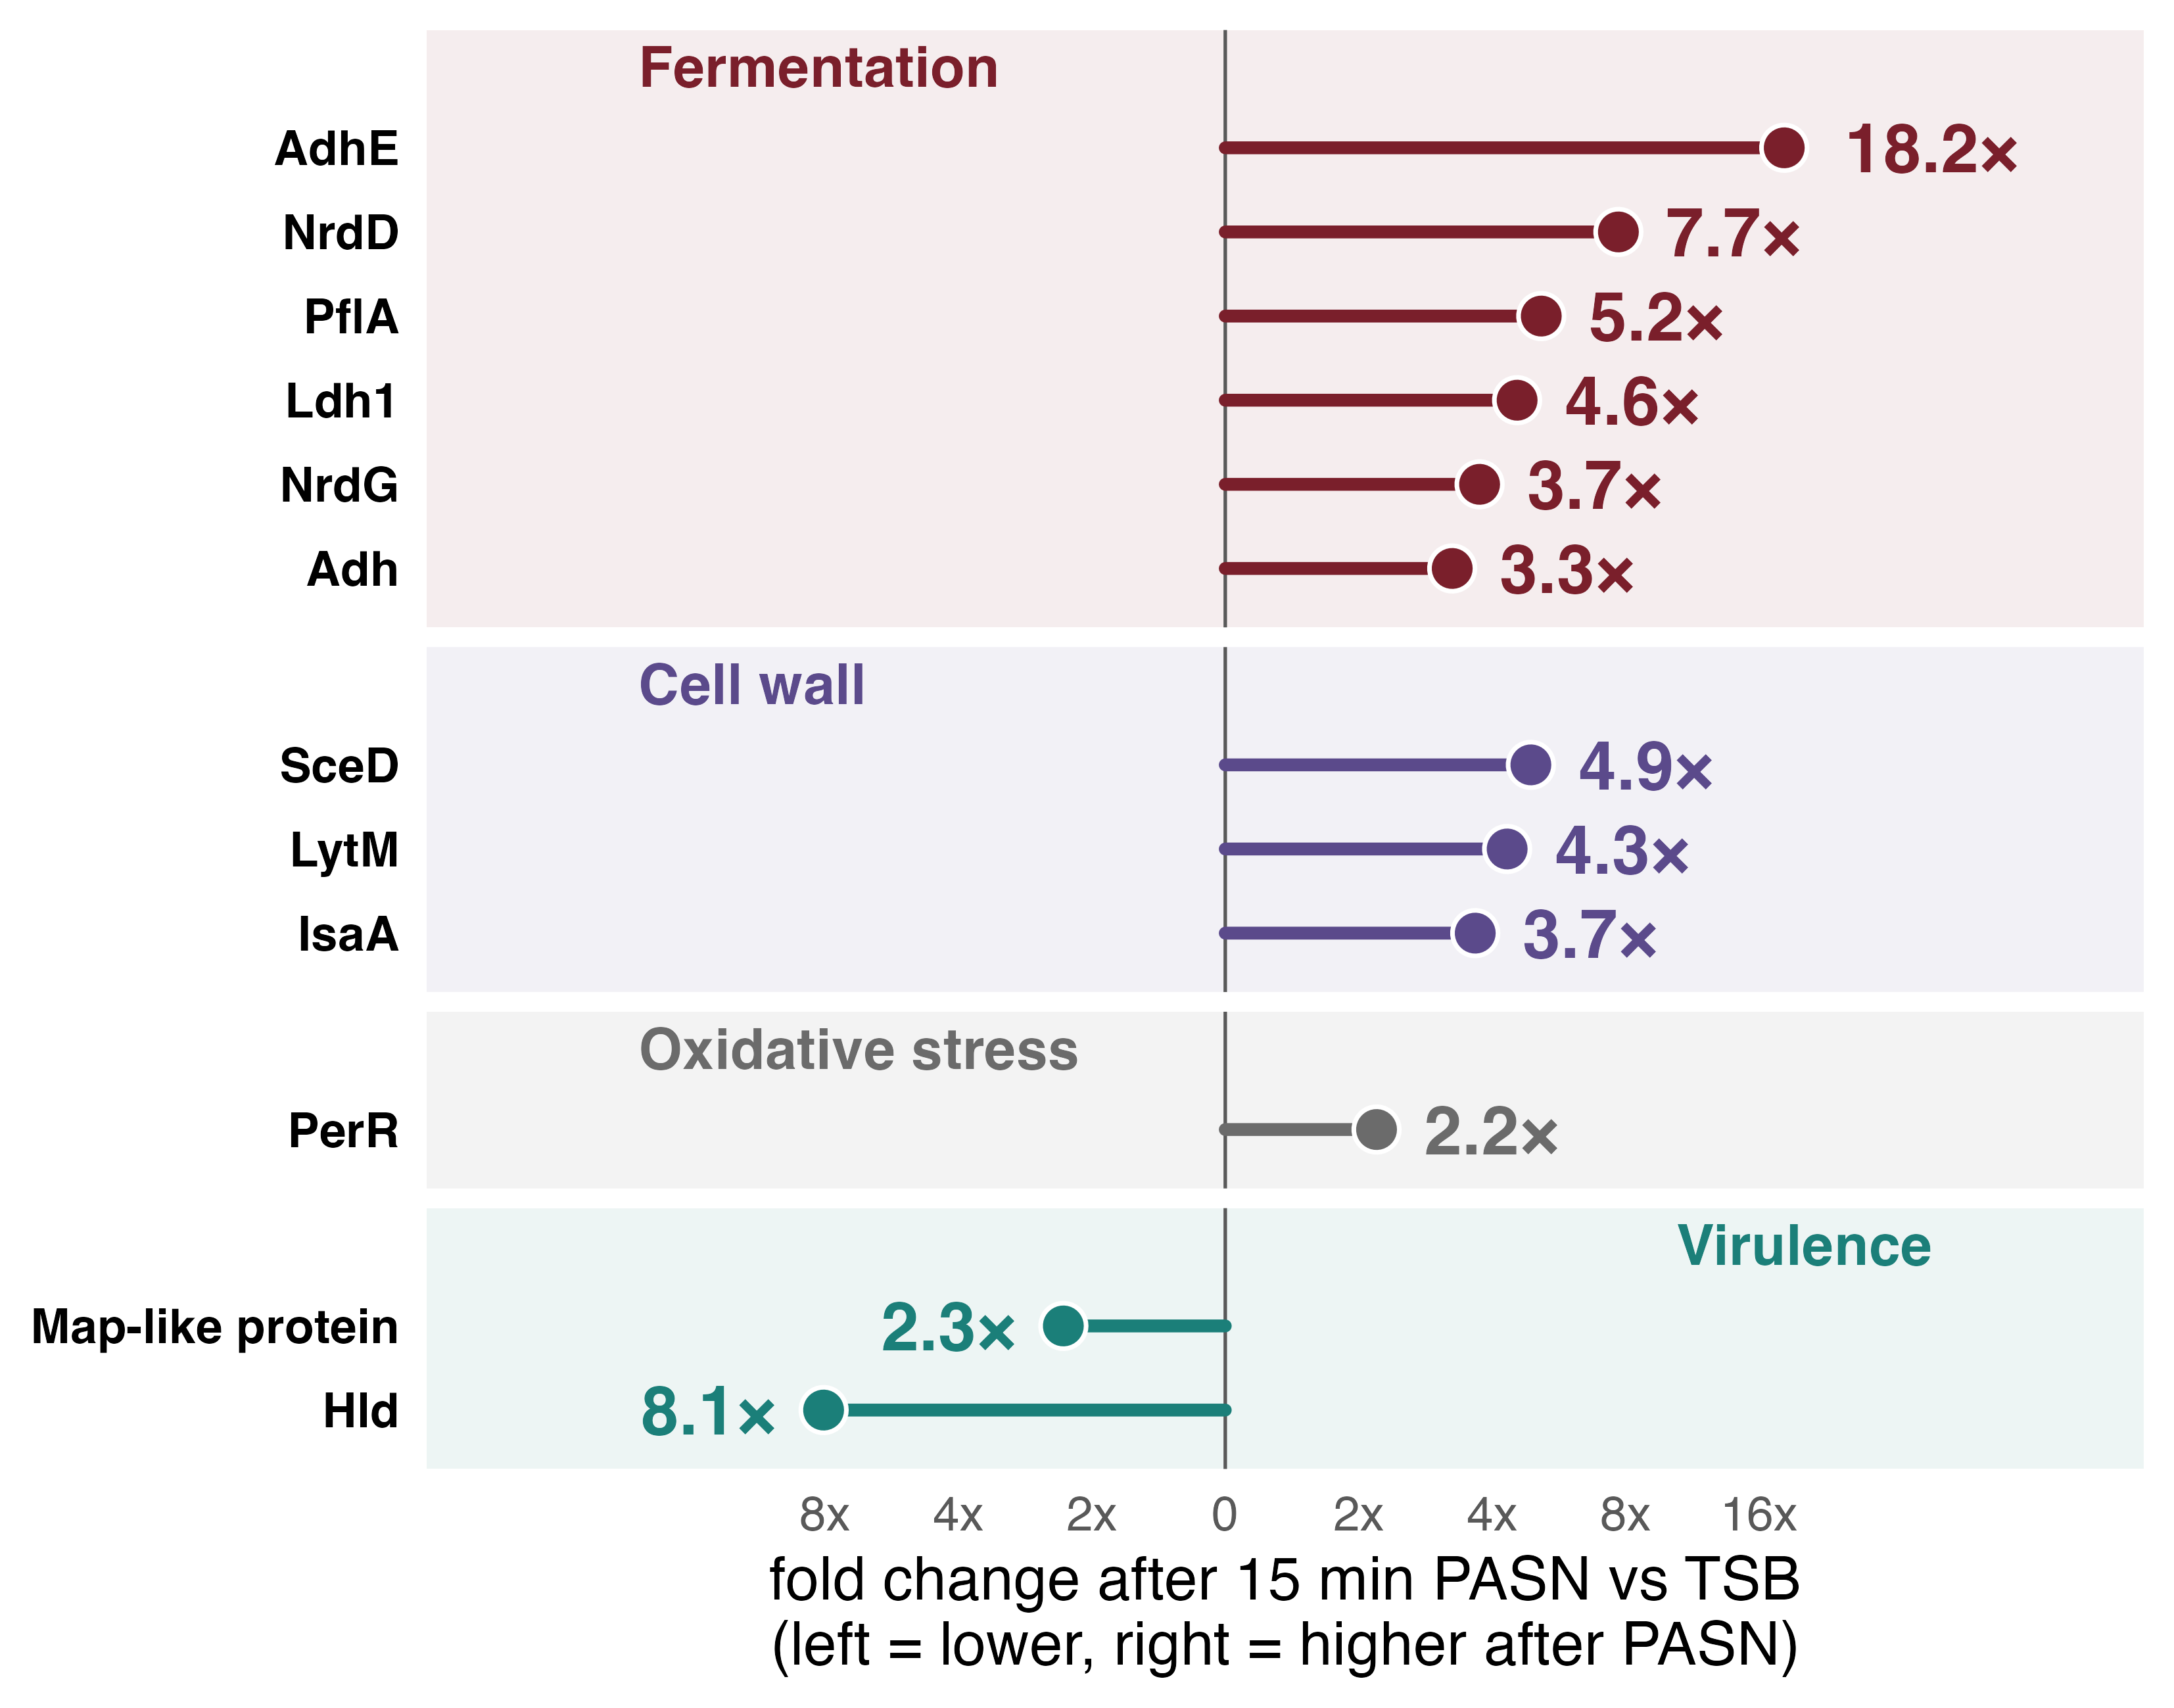 Fermentation
AdhE 18.2×
NrdD 7.7×
PflA 5.2×
Ldh1 4.6×
NrdG 3.7×
Adh 3.3×
Cell wall
SceD 4.9×
LytM 4.3×
IsaA 3.7×
Oxidative stress
PerR 2.2×
Virulence
Map-like protein 2.3×
Hld 8.1×
8x 4x 2x 0 2x 4x 8x 16x
fold change after 15 min PASN vs TSB
(left = lower, right = higher after PASN)